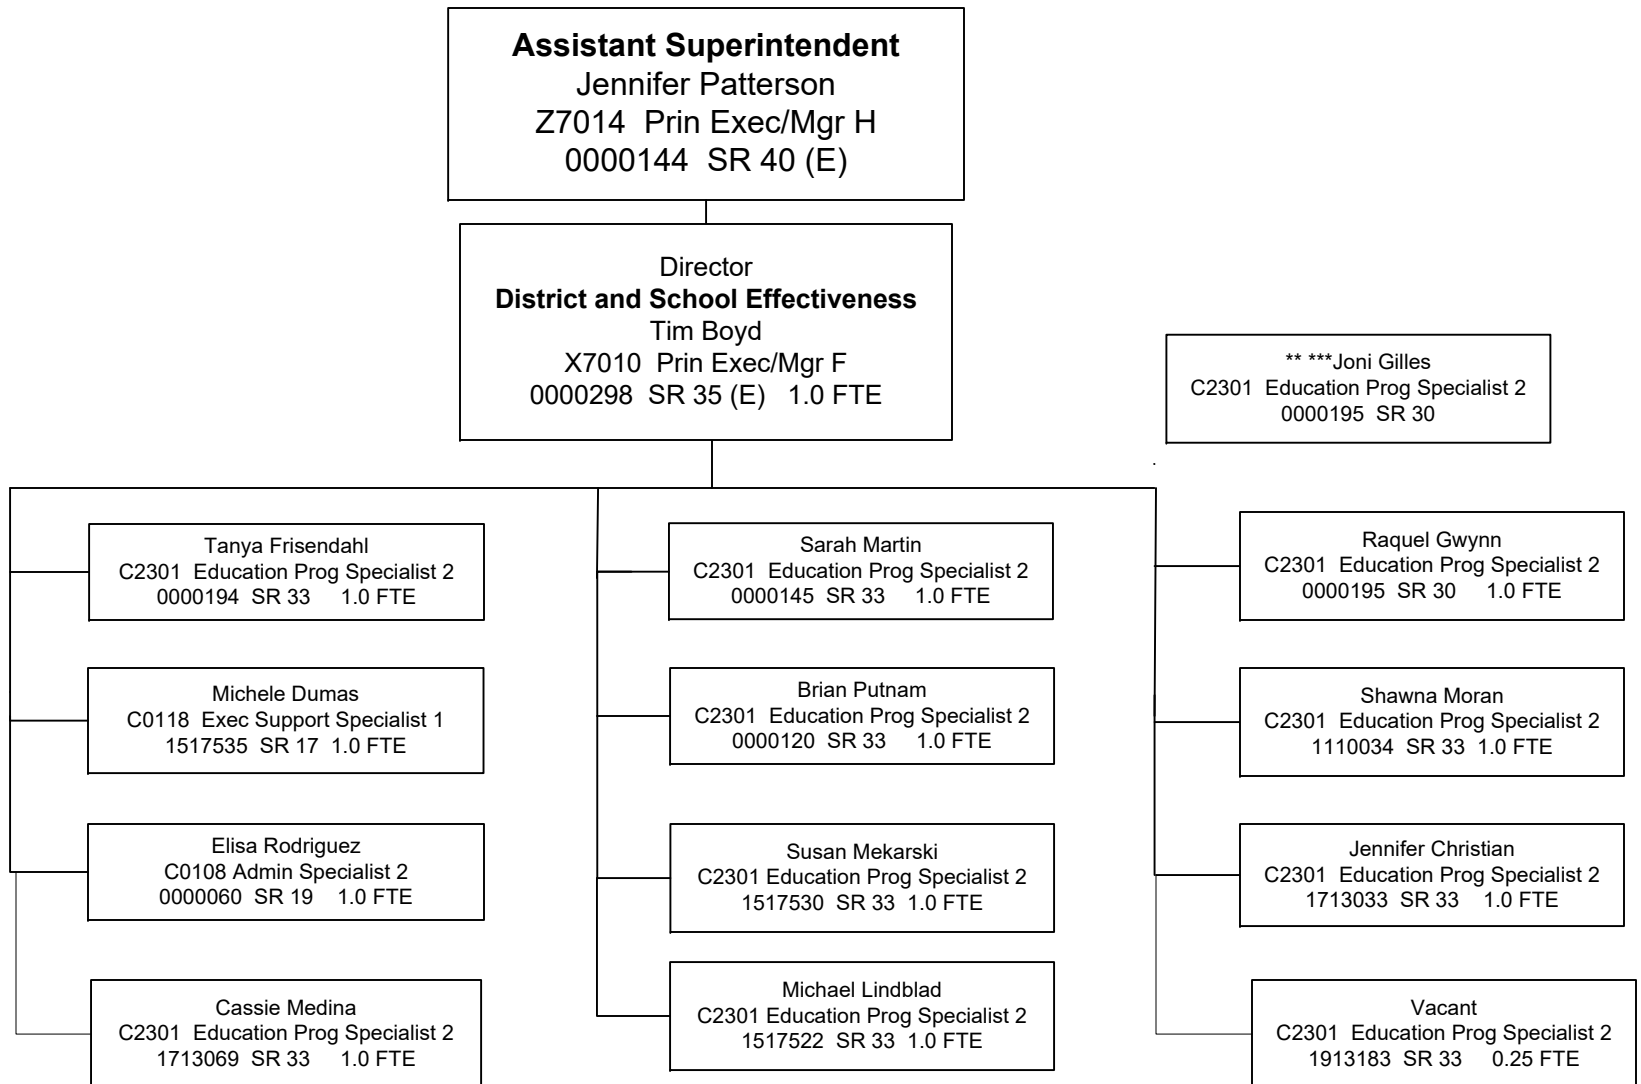 Assistant Superintendent
Jennifer Patterson
Z7014 Prin Exec/Mgr H
0000144 SR 40 (E)
Director
District and School Effectiveness
Tim Boyd
X7010 Prin Exec/Mgr F
0000298 SR 35 (E) 1.0 FTE
** ***Joni Gilles
C2301 Education Prog Specialist 2
0000195 SR 30
Tanya Frisendahl
C2301 Education Prog Specialist 2
0000194 SR 33 1.0 FTE
Michele Dumas
C0118 Exec Support Specialist 1
1517535 SR 17 1.0 FTE
Elisa Rodriguez
C0108 Admin Specialist 2
0000060 SR 19 1.0 FTE
Cassie Medina
C2301 Education Prog Specialist 2
1713069 SR 33 1.0 FTE
Sarah Martin
C2301 Education Prog Specialist 2
0000145 SR 33 1.0 FTE
Brian Putnam
C2301 Education Prog Specialist 2
0000120 SR 33 1.0 FTE
Susan Mekarski
C2301 Education Prog Specialist 2
1517530 SR 33 1.0 FTE
Michael Lindblad
C2301 Education Prog Specialist 2
1517522 SR 33 1.0 FTE
Raquel Gwynn
C2301 Education Prog Specialist 2
0000195 SR 30 1.0 FTE
Shawna Moran
C2301 Education Prog Specialist 2
1110034 SR 33 1.0 FTE
Jennifer Christian
C2301 Education Prog Specialist 2
1713033 SR 33 1.0 FTE
Vacant
C2301 Education Prog Specialist 2
1913183 SR 33 0.25 FTE